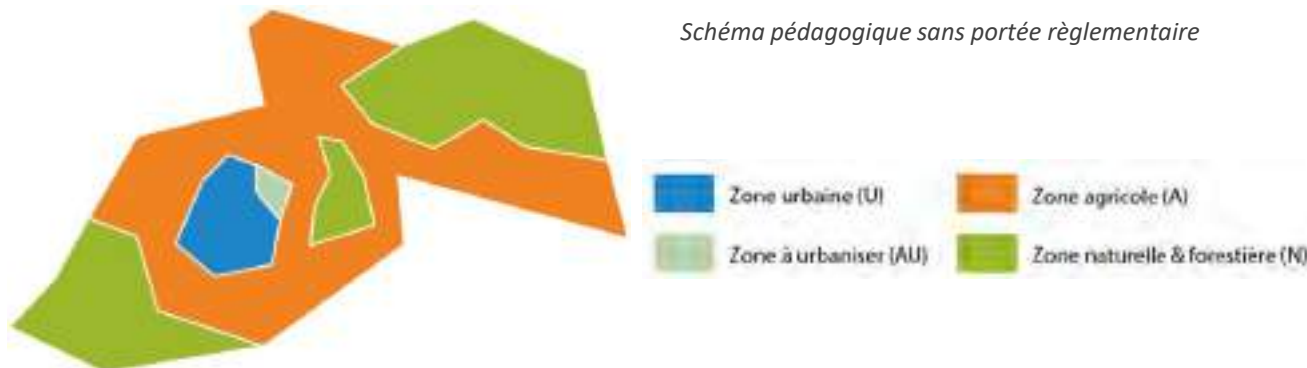 Schéma pédagogique sans portée règlementaire
Zone urbaine (U)
Zone agricole (A)
Zone à urbaniser (AU)
Zone naturelle & forestière (N)